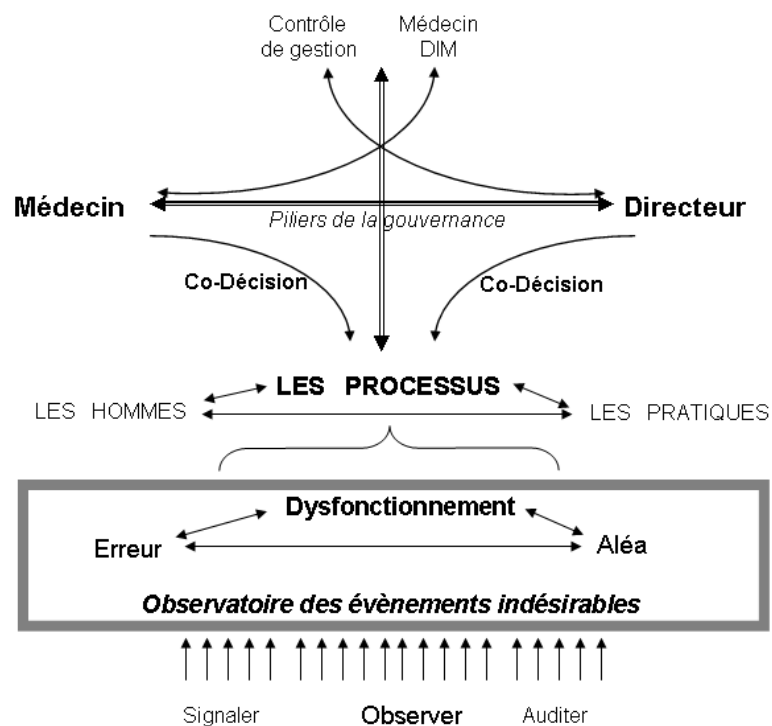 Contrôle
de gestion
Médecin
DIM
Médecin
Directeur
Piliers de la gouvernance
Co-Décision
Co-Décision
LES PROCESSUS
LES HOMMES
LES PRATIQUES
Dysfonctionnement
Erreur
Aléa
Observatoire des évènements indésirables
Signaler
Observer
Auditer